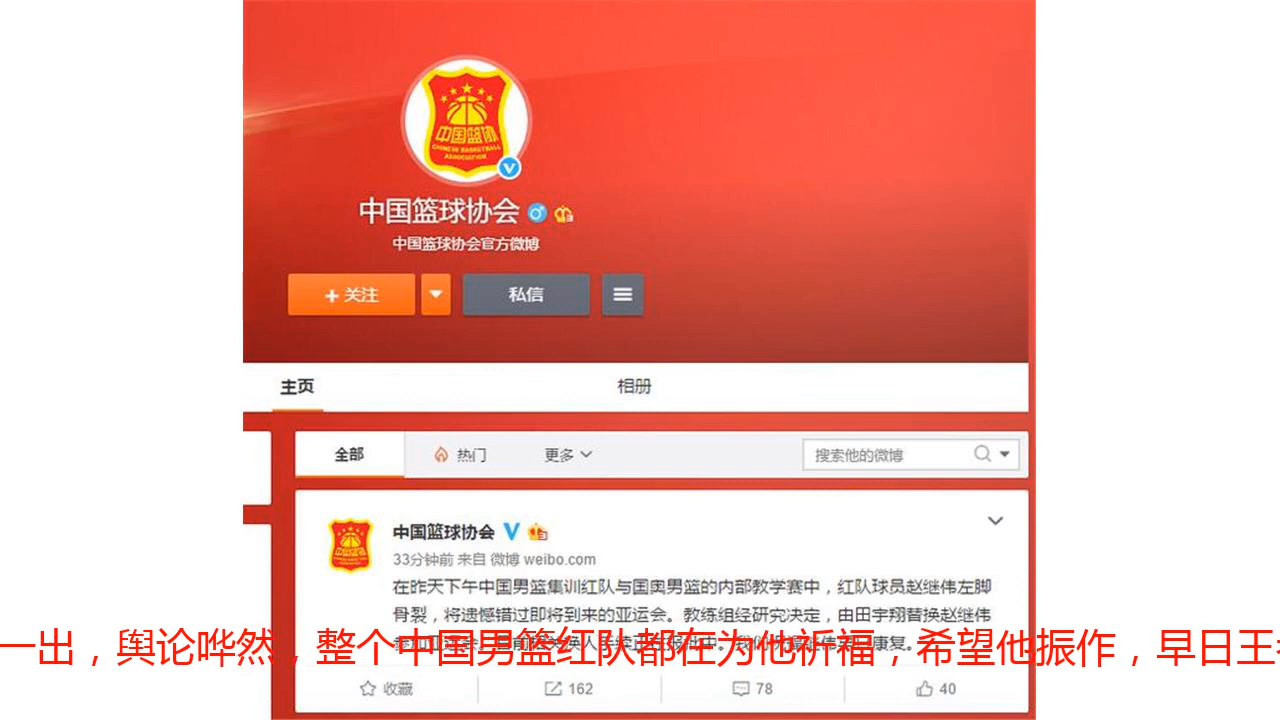 中国篮协
CHINESE BASKETBALL
ASSOCIATION
中国篮球协会
中国篮球协会官方微博
+ 关注
私信
主页
相册
全部
热门
更多
搜索他的微博
中国篮球协会
33分钟前 来自 微博 weibo.com
在昨天下午中国男篮集训红队与国奥男篮的内部教学赛中，红队球员赵继伟左脚
骨裂，将遗憾错过即将到来的亚运会。教练组经研究决定，由田宇翔替换赵继伟
一出，舆论哗然，整个中国男篮红队都在为他祈福，希望他振作，早日王
收藏
162
78
40